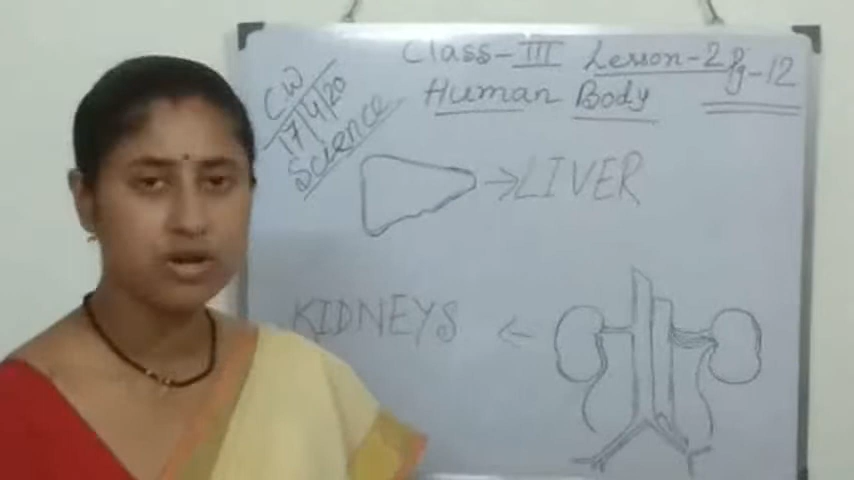 Class-III Lesson-2 Pg-12
Human Body
CW
17/4/20
Science
LIVER
KIDNEYS